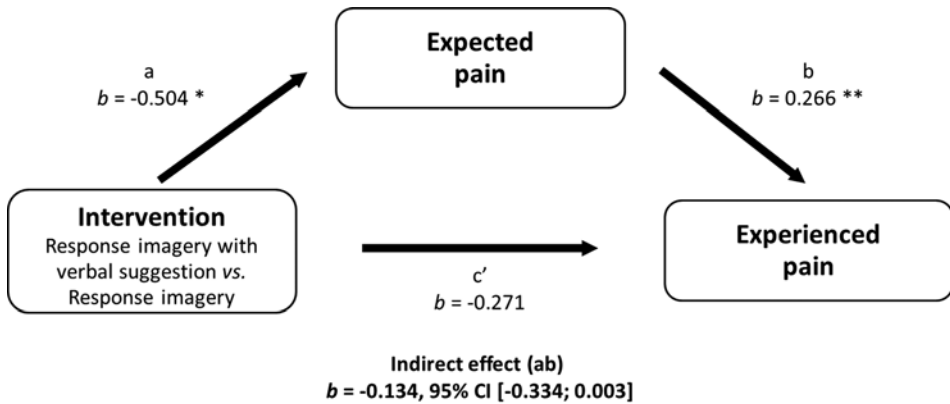 Expected
pain
a
b = -0.504 *
b
b = 0.266 **
Intervention
Response imagery with
verbal suggestion vs.
Response imagery
Experienced
pain
c’
b = -0.271
Indirect effect (ab)
b = -0.134, 95% CI [-0.334; 0.003]